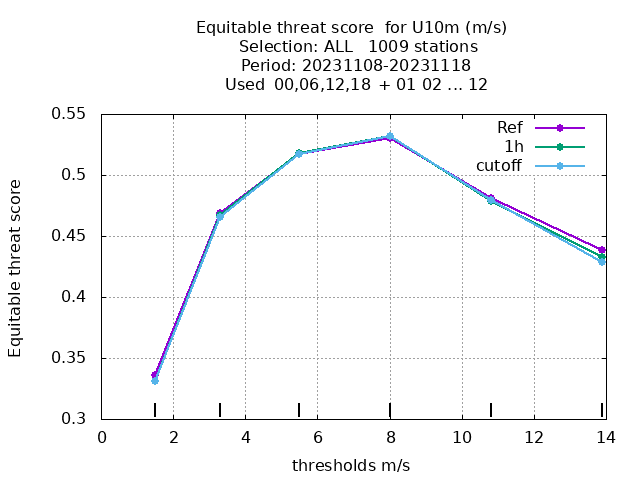 Equitable threat score for U10m (m/s)
Selection: ALL 1009 stations
Period: 20231108-20231118
Used 00,06,12,18 + 01 02 ... 12
Ref
1h
cutoff
Equitable threat score
0.55
0.5
0.45
0.4
0.35
0.3
0 2 4 6 8 10 12 14
thresholds m/s